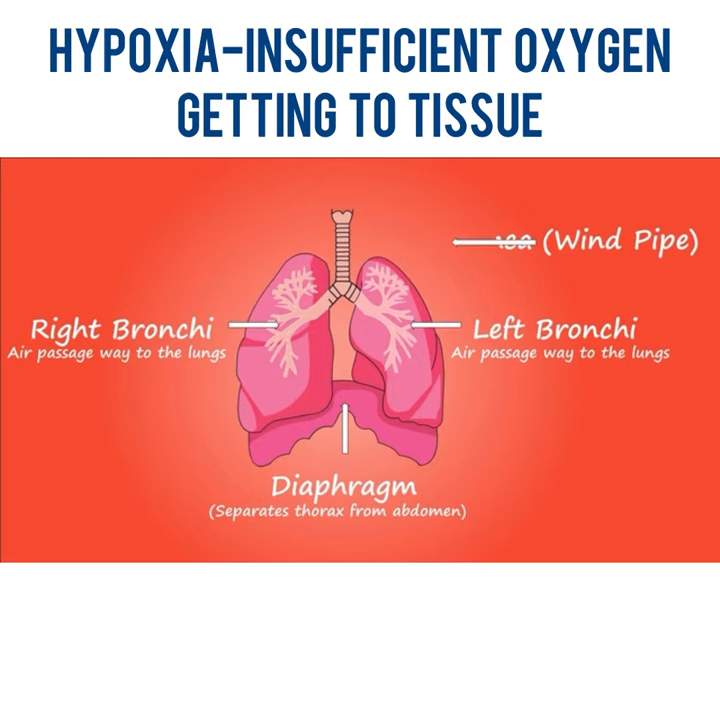 HYPOXIA-INSUFFICIENT OXYGEN
GETTING TO TISSUE
(Wind Pipe)
Right Bronchi
Air passage way to the lungs
Left Bronchi
Air passage way to the lungs
Diaphragm
(Separates thorax from abdomen)